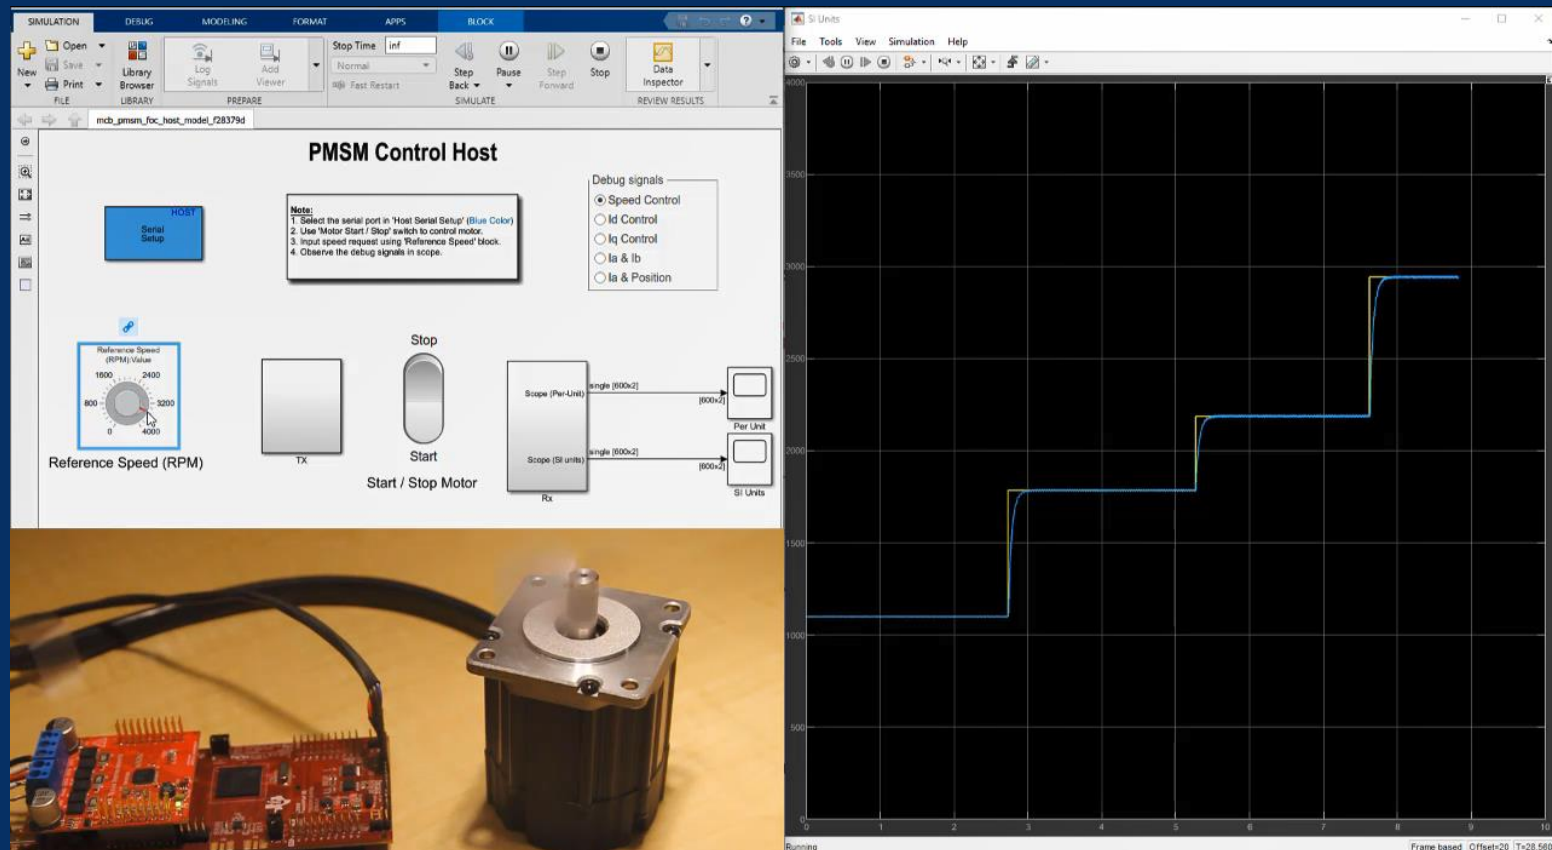 SIMULATION DEBUG MODELING FORMAT APPS BLOCK
New
Open
Save
Print
FILE
Library
Browser
LIBRARY
Log
Signals
Add
Viewer
PREPARE
Stop Time inf
Normal
Fast Restart
Step
Back
Pause
Step
Forward
Stop
SIMULATE
Data
Inspector
REVIEW RESULTS
mcb_pmsm_foc_host_model_f28379d
PMSM Control Host
HOST
Serial
Setup
Note:
1. Select the serial port in 'Host Serial Setup' (Blue Color)
2. Use 'Motor Start / Stop' switch to control motor.
3. Input speed request using 'Reference Speed' block.
4. Observe the debug signals in scope.
Debug signals
Speed Control
Id Control
Iq Control
Ia & Ib
Ia & Position
Reference Speed
(RPM):Value
1600 2400
800 3200
0 4000
Reference Speed (RPM)
TX
Stop
Start
Start / Stop Motor
Scope (Per-Unit)
Scope (SI units)
Rx
single [600x2]
[600x2]
single [600x2]
[600x2]
Per Unit
SI Units
SI Units
File Tools View Simulation Help
4000
3500
3000
2500
2000
1500
1000
500
0
0 1 2 3 4 5 6 7 8 9 10
Running
Frame based Offset=20 T=28.560